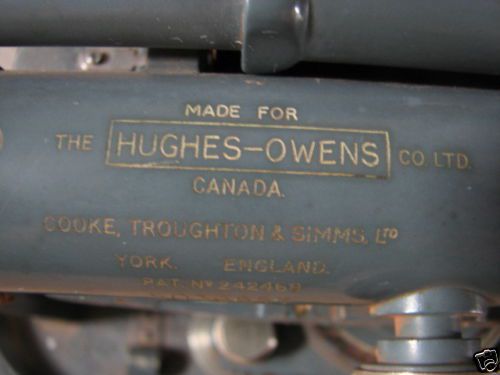 MADE FOR
THE HUGHES-OWENS CO. LTD.
CANADA.
COOKE, TROUGHTON & SIMMS, LTD
YORK. ENGLAND.
PAT. No 242468